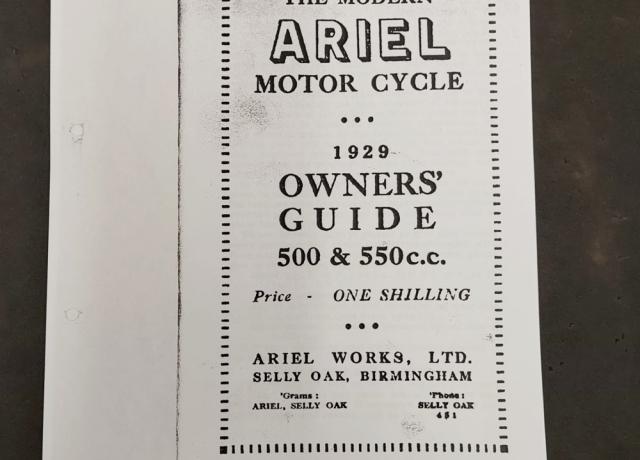 THE MODERN
ARIEL
MOTOR CYCLE
1929
OWNERS'
GUIDE
500 & 550 c.c.
Price - ONE SHILLING
ARIEL WORKS, LTD.
SELLY OAK, BIRMINGHAM
'Grams:
ARIEL, SELLY OAK
'Phone:
SELLY OAK
451